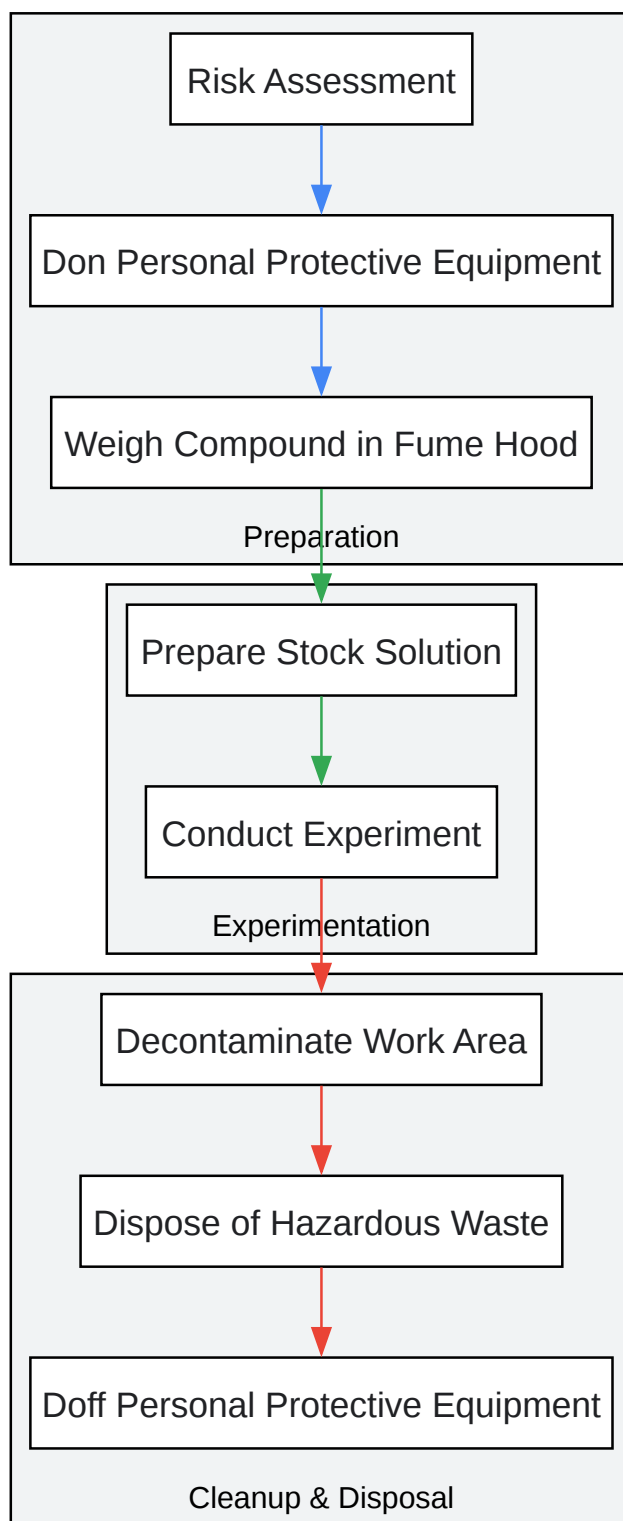 Risk Assessment
Don Personal Protective Equipment
Weigh Compound in Fume Hood
Preparation
Prepare Stock Solution
Conduct Experiment
Experimentation
Decontaminate Work Area
Dispose of Hazardous Waste
Doff Personal Protective Equipment
Cleanup & Disposal